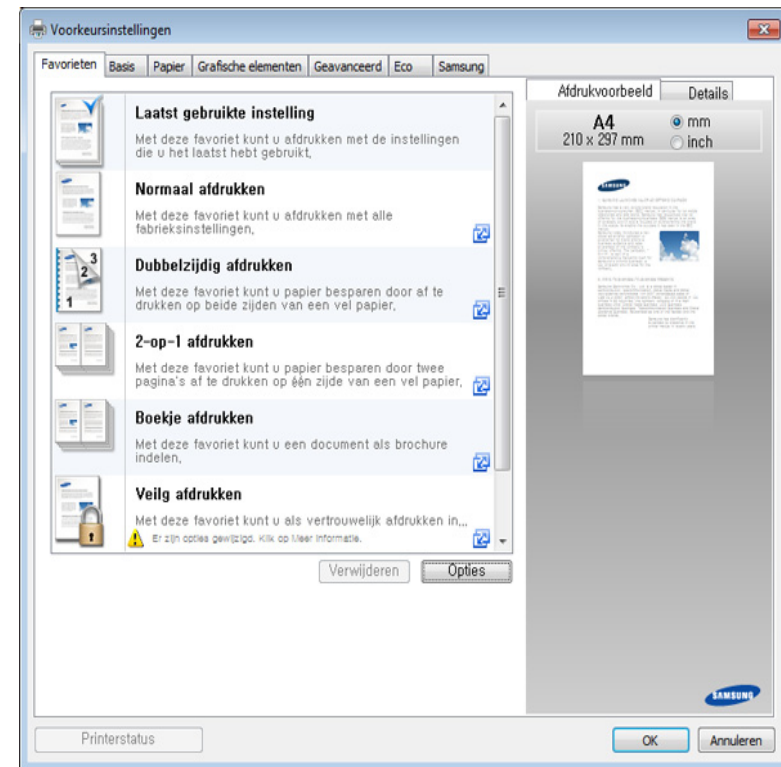 Voorkeursinstellingen
Favorieten Basis Papier Grafische elementen Geavanceerd Eco Samsung
Laatst gebruikte instelling
Met deze favoriet kunt u afdrukken met de instellingen
die u het laatst hebt gebruikt.
Normaal afdrukken
Met deze favoriet kunt u afdrukken met alle
fabrieksinstellingen.
Dubbelzijdig afdrukken
Met deze favoriet kunt u papier besparen door af te
drukken op beide zijden van een vel papier.
2-op-1 afdrukken
Met deze favoriet kunt u papier besparen door twee
pagina's af te drukken op één zijde van een vel papier.
Boekje afdrukken
Met deze favoriet kunt u een document als brochure
indelen.
Veilg afdrukken
Met deze favoriet kunt u als vertrouwelijk afdrukken in...
Er zijn opties gewijzigd. Klik op Meer informatie.
Verwijderen Opties
Afdrukvoorbeeld Details
A4
210 x 297 mm
mm
inch
SAMSUNG
SAMSUNG
Printerstatus OK Annuleren